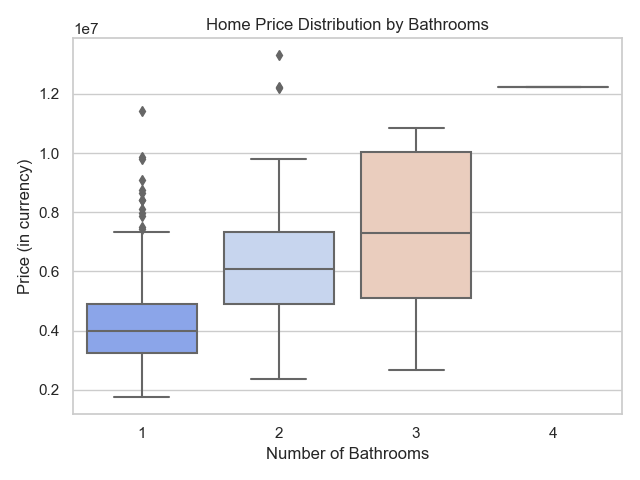 Home Price Distribution by Bathrooms
1e7
1.2
1.0
0.8
0.6
0.4
0.2
Price (in currency)
1 2 3 4
Number of Bathrooms